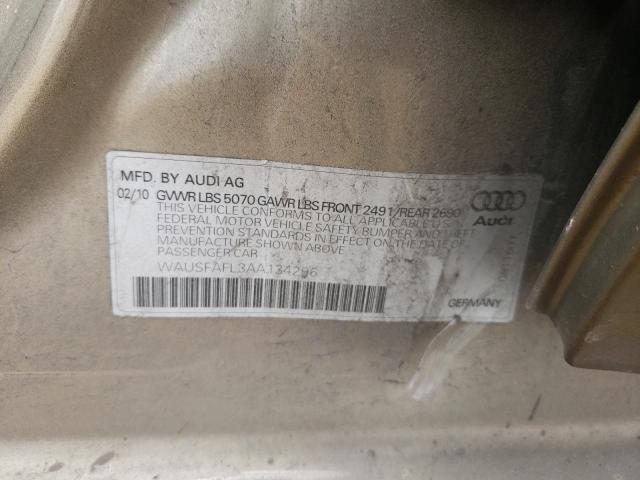 MFD. BY AUDI AG
02/10 GVWR LBS 5070 GAWR LBS FRONT 2491/REAR 2690
THIS VEHICLE CONFORMS TO ALL APPLICABLE U.S.
FEDERAL MOTOR VEHICLE SAFETY BUMPER AND THEFT
PREVENTION STANDARDS IN EFFECT ON THE DATE OF
MANUFACTURE SHOWN ABOVE
PASSENGER CAR
WAUSFAFL3AA134296
Audi
GERMANY